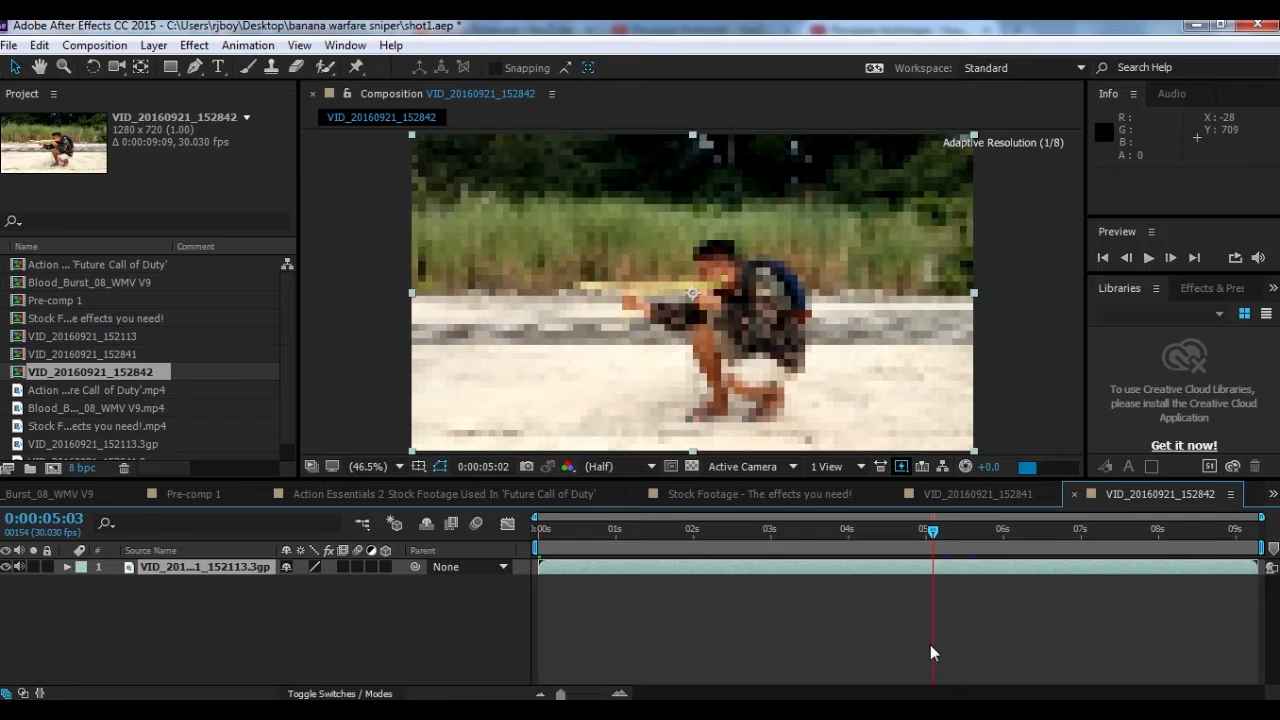 Adobe After Effects CC 2015 - C:\Users\rjboy\Desktop\banana warfare sniper\shot1.aep *
File Edit Composition Layer Effect Animation View Window Help
Snapping Workspace: Standard Search Help
Project
VID_20160921_152842
1280 x 720 (1.00)
Δ 0:00:09:09, 30.030 fps
Name Comment
Action ... 'Future Call of Duty'
Blood_Burst_08_WMV V9
Pre-comp 1
Stock F...e effects you need!
VID_20160921_152113
VID_20160921_152841
VID_20160921_152842
Action ...re Call of Duty'.mp4
Blood_B..._08_WMV V9.mp4
Stock F...ects you need!.mp4
VID_20160921_152113.3gp
8 bpc
Composition VID_20160921_152842
VID_20160921_152842
Adaptive Resolution (1/8)
(46.5%) 0:00:05:02 (Half) Active Camera 1 View +0.0
Info Audio
R: X: -28
G: Y: 709
B:
A: 0
Preview
Libraries Effects & Pre
To use Creative Cloud Libraries,
please install the Creative Cloud
Application
Get it now!
_Burst_08_WMV V9 Pre-comp 1 Action Essentials 2 Stock Footage Used In 'Future Call of Duty' Stock Footage - The effects you need! VID_20160921_152841 VID_20160921_152842
0:00:05:03
00154 (30.030 fps)
:00s 01s 02s 03s 04s 05 06s 07s 08s 09s
# Source Name Parent
1 VID_201...1_152113.3gp None
Toggle Switches / Modes